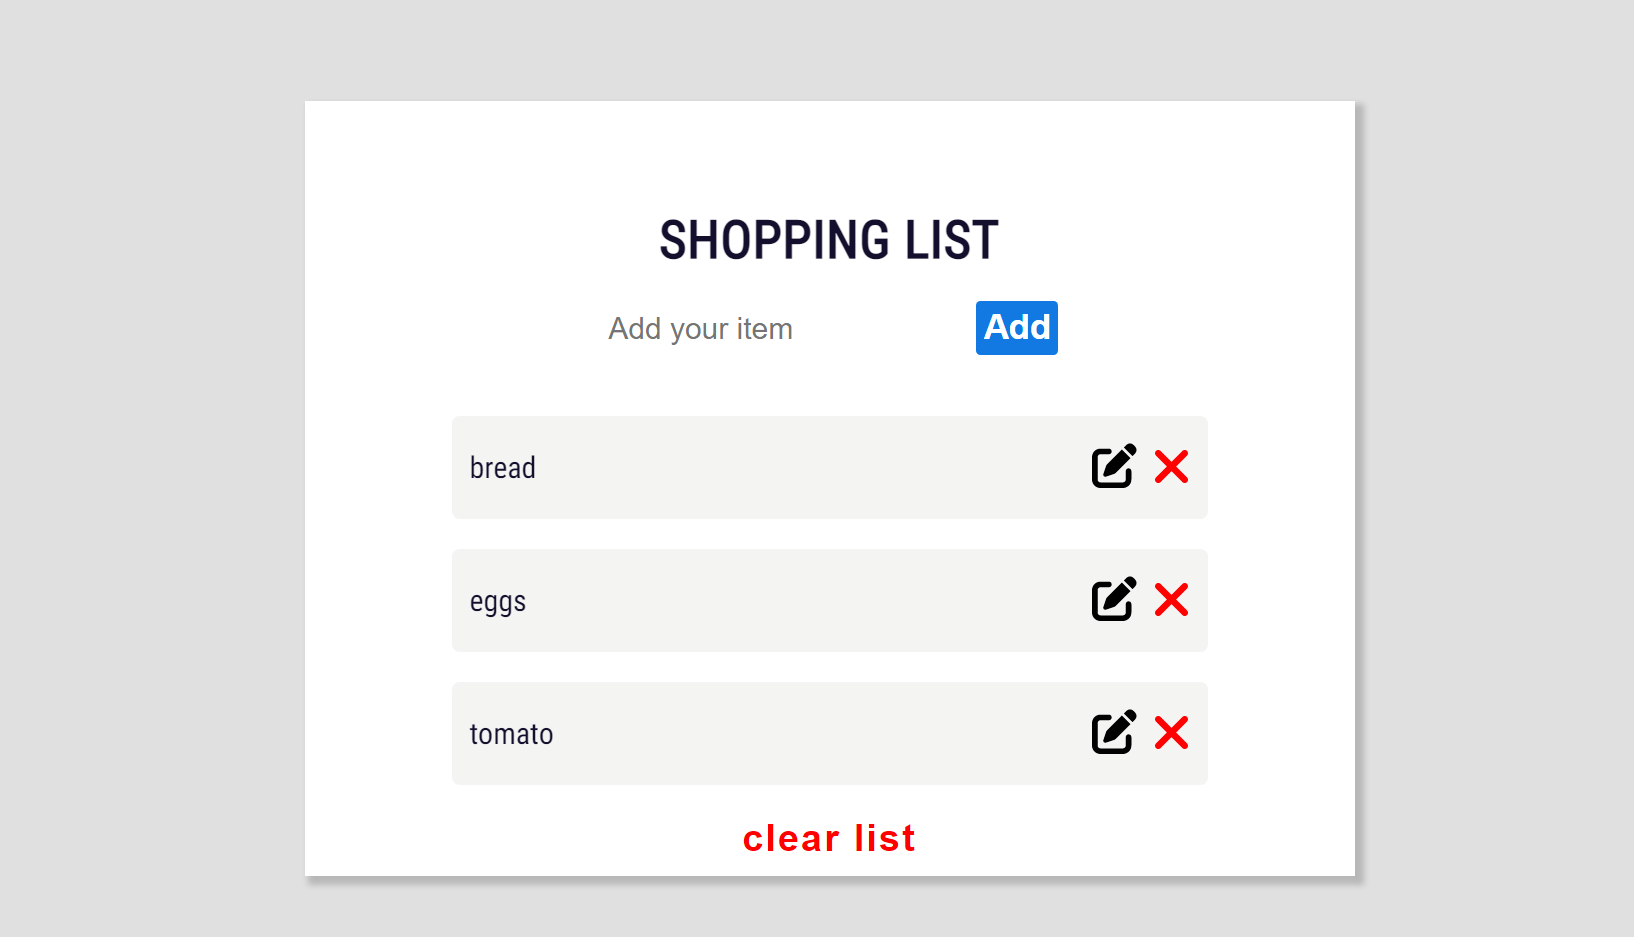 SHOPPING LIST
Add your item
Add
bread
eggs
tomato
clear list